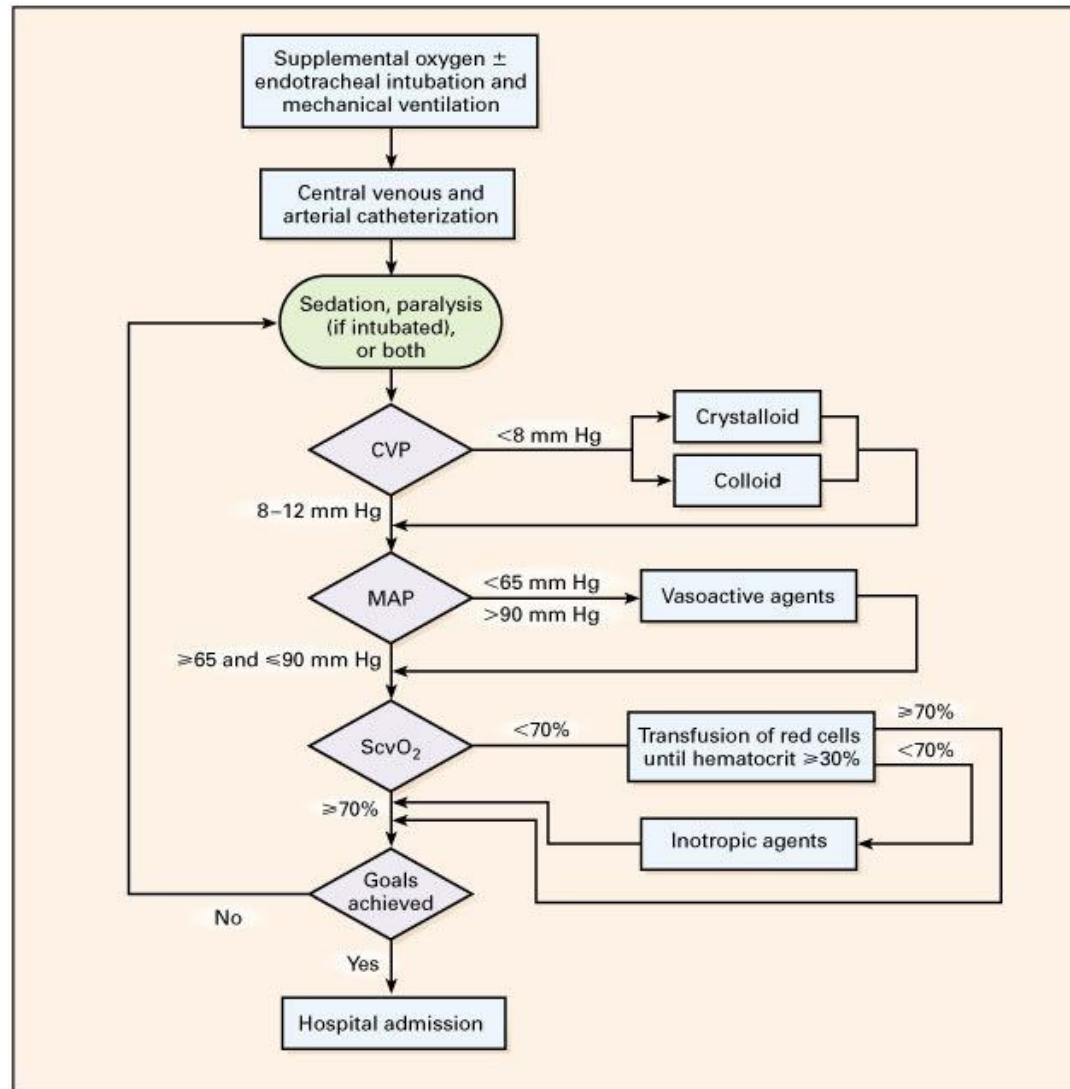 Supplemental oxygen ±
endotracheal intubation and
mechanical ventilation
Central venous and
arterial catheterization
Sedation, paralysis
(if intubated),
or both
CVP
<8 mm Hg
Crystalloid
Colloid
8–12 mm Hg
MAP
<65 mm Hg
>90 mm Hg
Vasoactive agents
⩾65 and ⩽90 mm Hg
ScvO₂
<70%
Transfusion of red cells
until hematocrit ⩾30%
⩾70%
<70%
⩾70%
Inotropic agents
Goals
achieved
No
Yes
Hospital admission